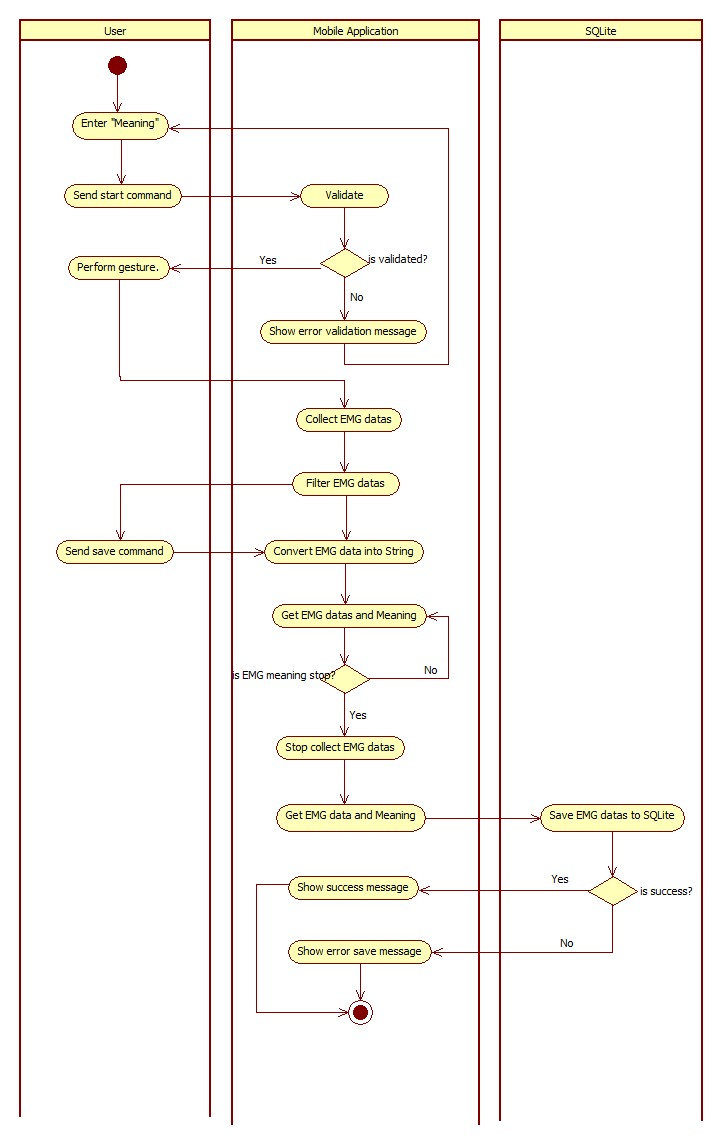 User
Mobile Application
SQLite
Enter "Meaning"
Send start command
Validate
is validated?
Yes
Perform gesture.
No
Show error validation message
Collect EMG datas
Filter EMG datas
Send save command
Convert EMG data into String
Get EMG datas and Meaning
is EMG meaning stop?
No
Yes
Stop collect EMG datas
Get EMG data and Meaning
Save EMG datas to SQLite
Yes
Show success message
is success?
No
Show error save message